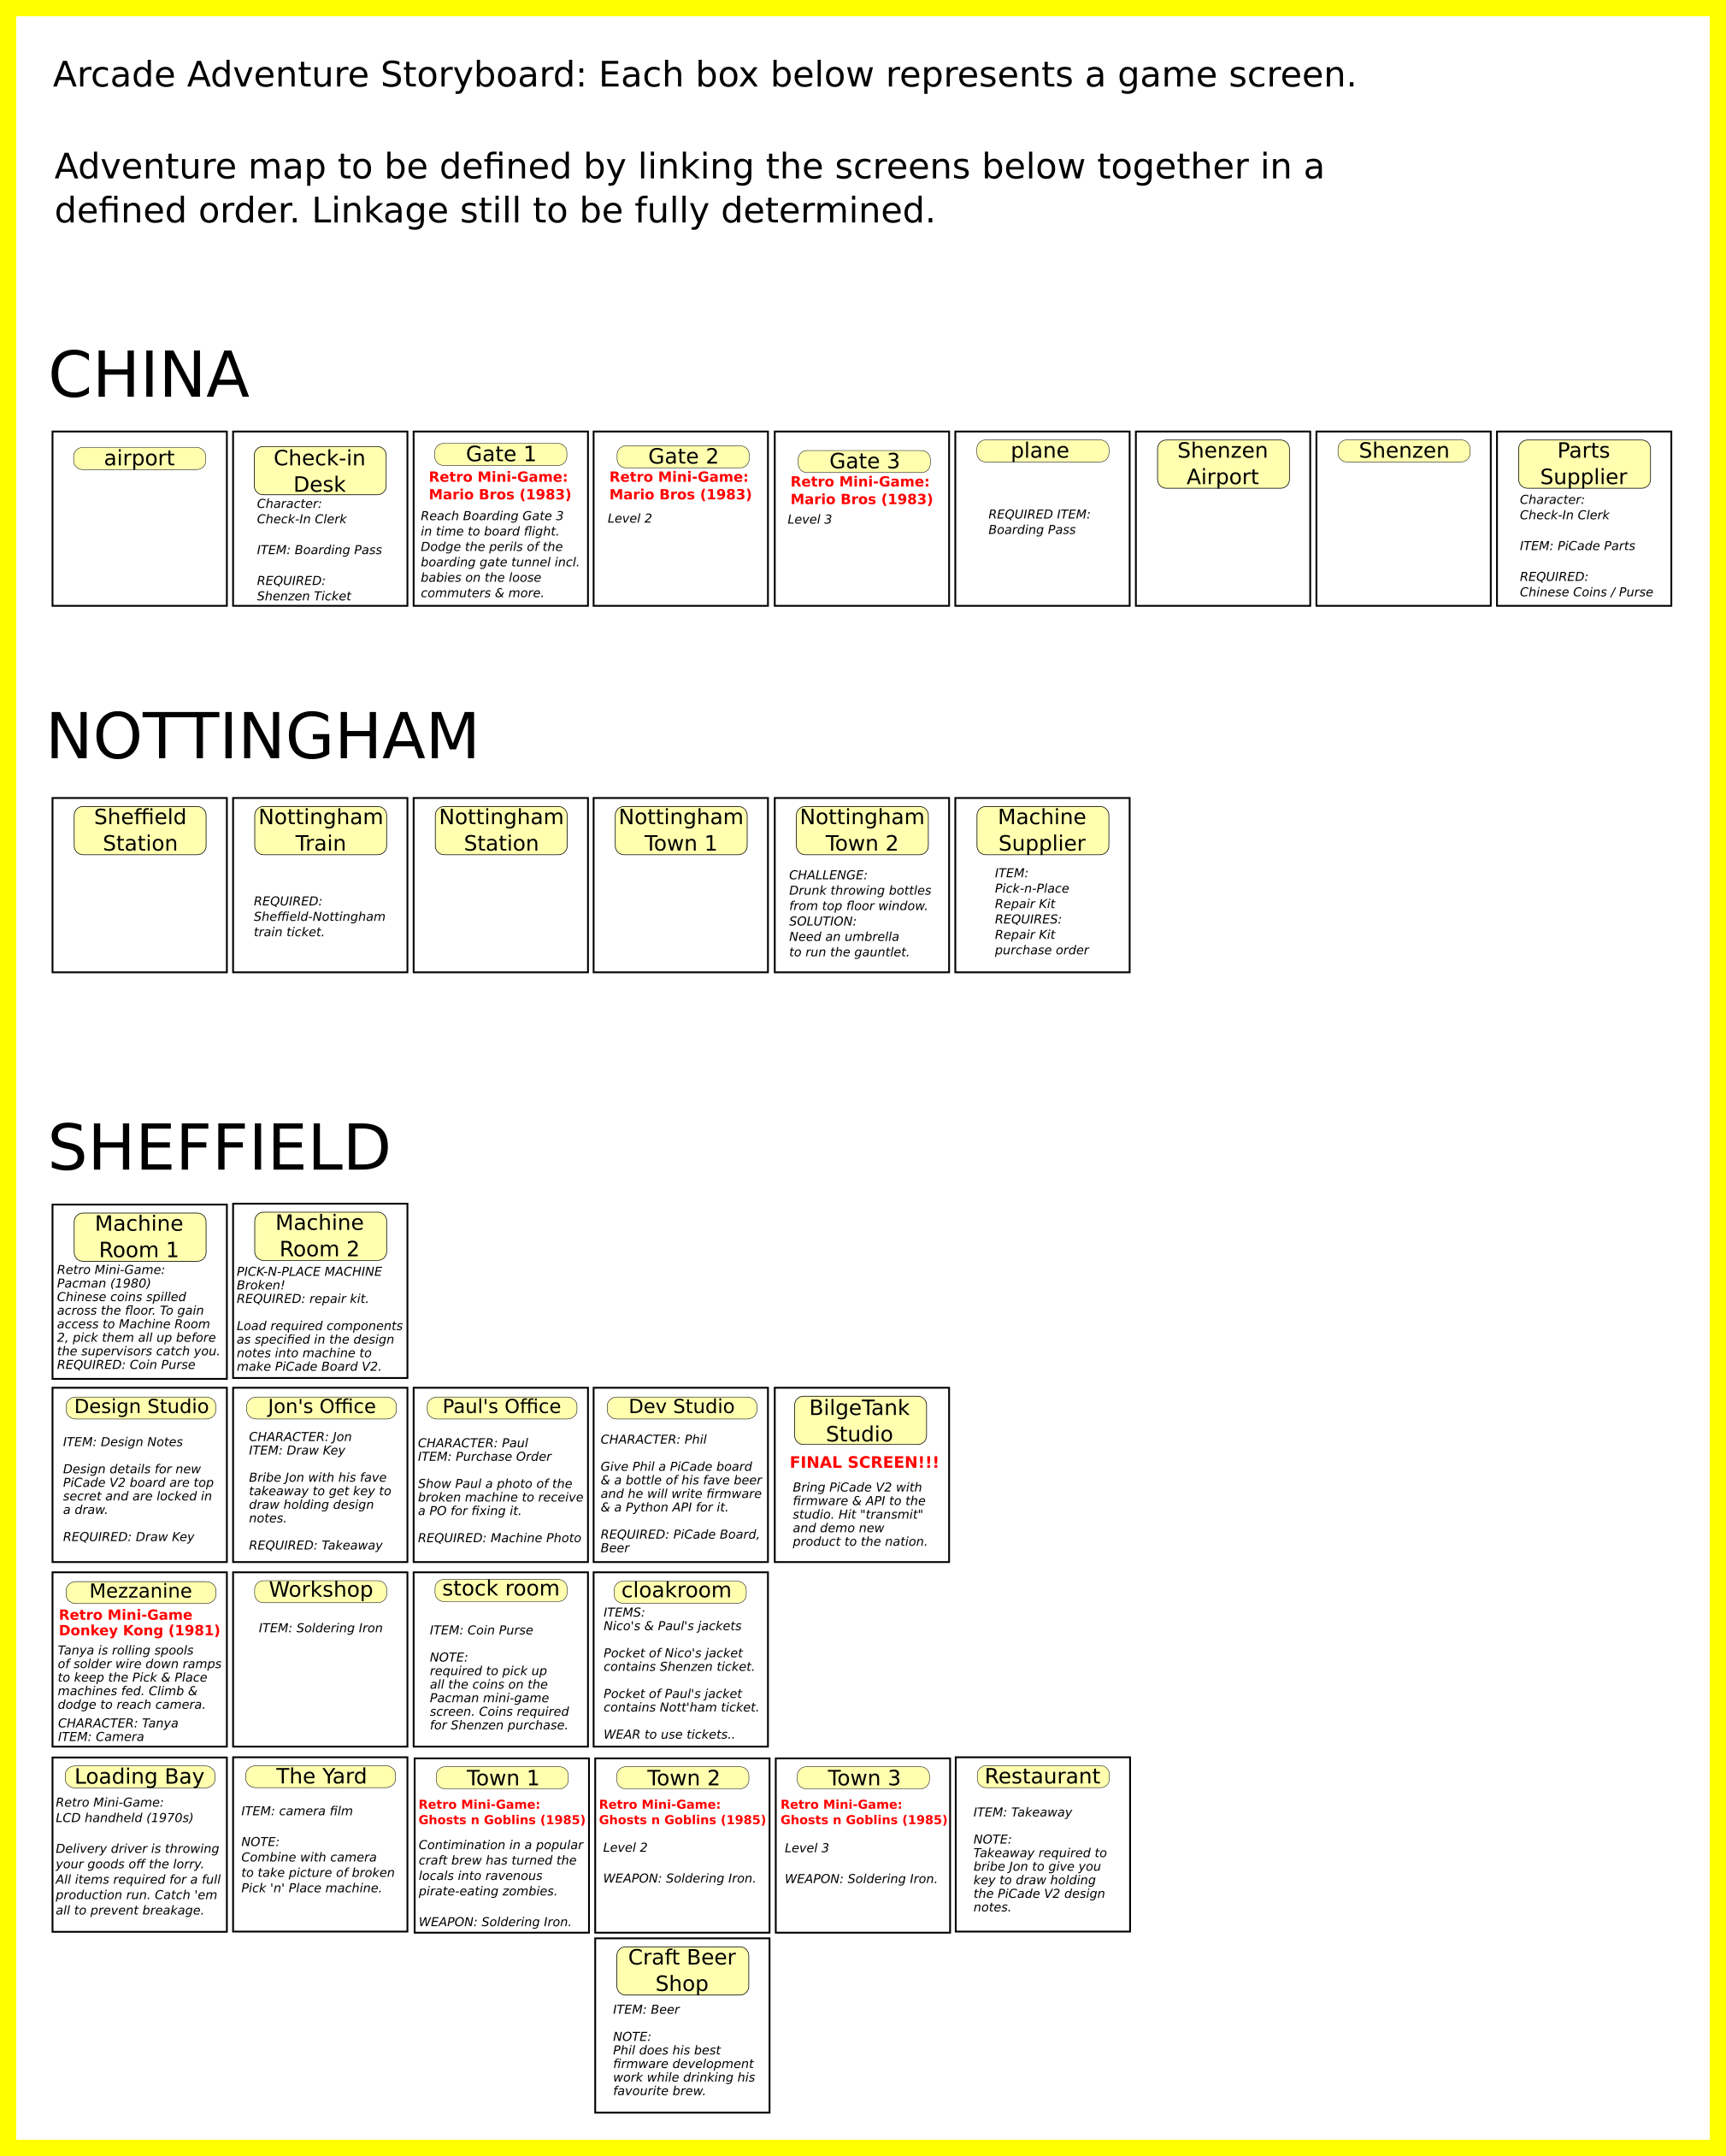 Arcade Adventure Storyboard: Each box below represents a game screen.
Adventure map to be defined by linking the screens below together in a
defined order. Linkage still to be fully determined.
CHINA
airport
Check-in
Desk
Character:
Check-In Clerk
ITEM: Boarding Pass
REQUIRED:
Shenzen Ticket
Gate 1
Retro Mini-Game:
Mario Bros (1983)
Reach Boarding Gate 3
in time to board flight.
Dodge the perils of the
boarding gate tunnel incl.
babies on the loose
commuters & more.
Gate 2
Retro Mini-Game:
Mario Bros (1983)
Level 2
Gate 3
Retro Mini-Game:
Mario Bros (1983)
Level 3
plane
REQUIRED ITEM:
Boarding Pass
Shenzen
Airport
Shenzen
Parts
Supplier
Character:
Check-In Clerk
ITEM: PiCade Parts
REQUIRED:
Chinese Coins / Purse
NOTTINGHAM
Sheffield
Station
Nottingham
Train
REQUIRED:
Sheffield-Nottingham
train ticket.
Nottingham
Station
Nottingham
Town 1
Nottingham
Town 2
CHALLENGE:
Drunk throwing bottles
from top floor window.
SOLUTION:
Need an umbrella
to run the gauntlet.
Machine
Supplier
ITEM:
Pick-n-Place
Repair Kit
REQUIRES:
Repair Kit
purchase order
SHEFFIELD
Machine
Room 1
Retro Mini-Game:
Pacman (1980)
Chinese coins spilled
across the floor. To gain
access to Machine Room
2, pick them all up before
the supervisors catch you.
REQUIRED: Coin Purse
Machine
Room 2
PICK-N-PLACE MACHINE
Broken!
REQUIRED: repair kit.
Load required components
as specified in the design
notes into machine to
make PiCade Board V2.
Design Studio
ITEM: Design Notes
Design details for new
PiCade V2 board are top
secret and are locked in
a draw.
REQUIRED: Draw Key
Jon's Office
CHARACTER: Jon
ITEM: Draw Key
Bribe Jon with his fave
takeaway to get key to
draw holding design
notes.
REQUIRED: Takeaway
Paul's Office
CHARACTER: Paul
ITEM: Purchase Order
Show Paul a photo of the
broken machine to receive
a PO for fixing it.
REQUIRED: Machine Photo
Dev Studio
CHARACTER: Phil
Give Phil a PiCade board
& a bottle of his fave beer
and he will write firmware
& a Python API for it.
REQUIRED: PiCade Board,
Beer
BilgeTank
Studio
FINAL SCREEN!!!
Bring PiCade V2 with
firmware & API to the
studio. Hit "transmit"
and demo new
product to the nation.
Mezzanine
Retro Mini-Game
Donkey Kong (1981)
Tanya is rolling spools
of solder wire down ramps
to keep the Pick & Place
machines fed. Climb &
dodge to reach camera.
CHARACTER: Tanya
ITEM: Camera
Workshop
ITEM: Soldering Iron
stock room
ITEM: Coin Purse
NOTE:
required to pick up
all the coins on the
Pacman mini-game
screen. Coins required
for Shenzen purchase.
cloakroom
ITEMS:
Nico's & Paul's jackets
Pocket of Nico's jacket
contains Shenzen ticket.
Pocket of Paul's jacket
contains Nott'ham ticket.
WEAR to use tickets..
Loading Bay
Retro Mini-Game:
LCD handheld (1970s)
Delivery driver is throwing
your goods off the lorry.
All items required for a full
production run. Catch 'em
all to prevent breakage.
The Yard
ITEM: camera film
NOTE:
Combine with camera
to take picture of broken
Pick 'n' Place machine.
Town 1
Retro Mini-Game:
Ghosts n Goblins (1985)
Contimination in a popular
craft brew has turned the
locals into ravenous
pirate-eating zombies.
WEAPON: Soldering Iron.
Town 2
Retro Mini-Game:
Ghosts n Goblins (1985)
Level 2
WEAPON: Soldering Iron.
Town 3
Retro Mini-Game:
Ghosts n Goblins (1985)
Level 3
WEAPON: Soldering Iron.
Restaurant
ITEM: Takeaway
NOTE:
Takeaway required to
bribe Jon to give you
key to draw holding
the PiCade V2 design
notes.
Craft Beer
Shop
ITEM: Beer
NOTE:
Phil does his best
firmware development
work while drinking his
favourite brew.